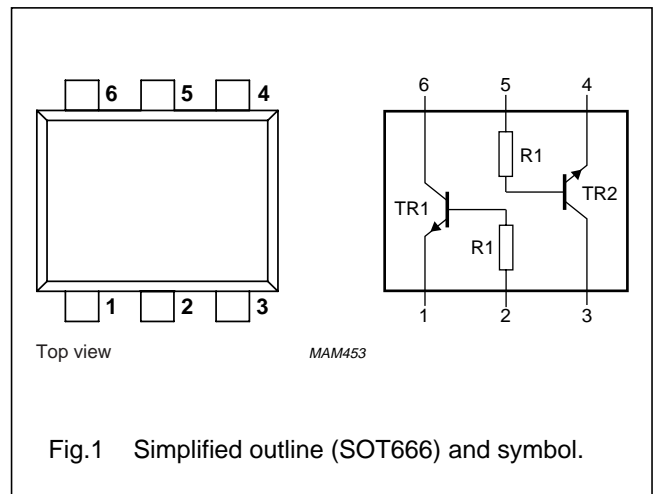 6 5 4
1 2 3
Top view
6 5 4
R1
TR1 TR2
R1
1 2 3
MAM453
Fig.1 Simplified outline (SOT666) and symbol.